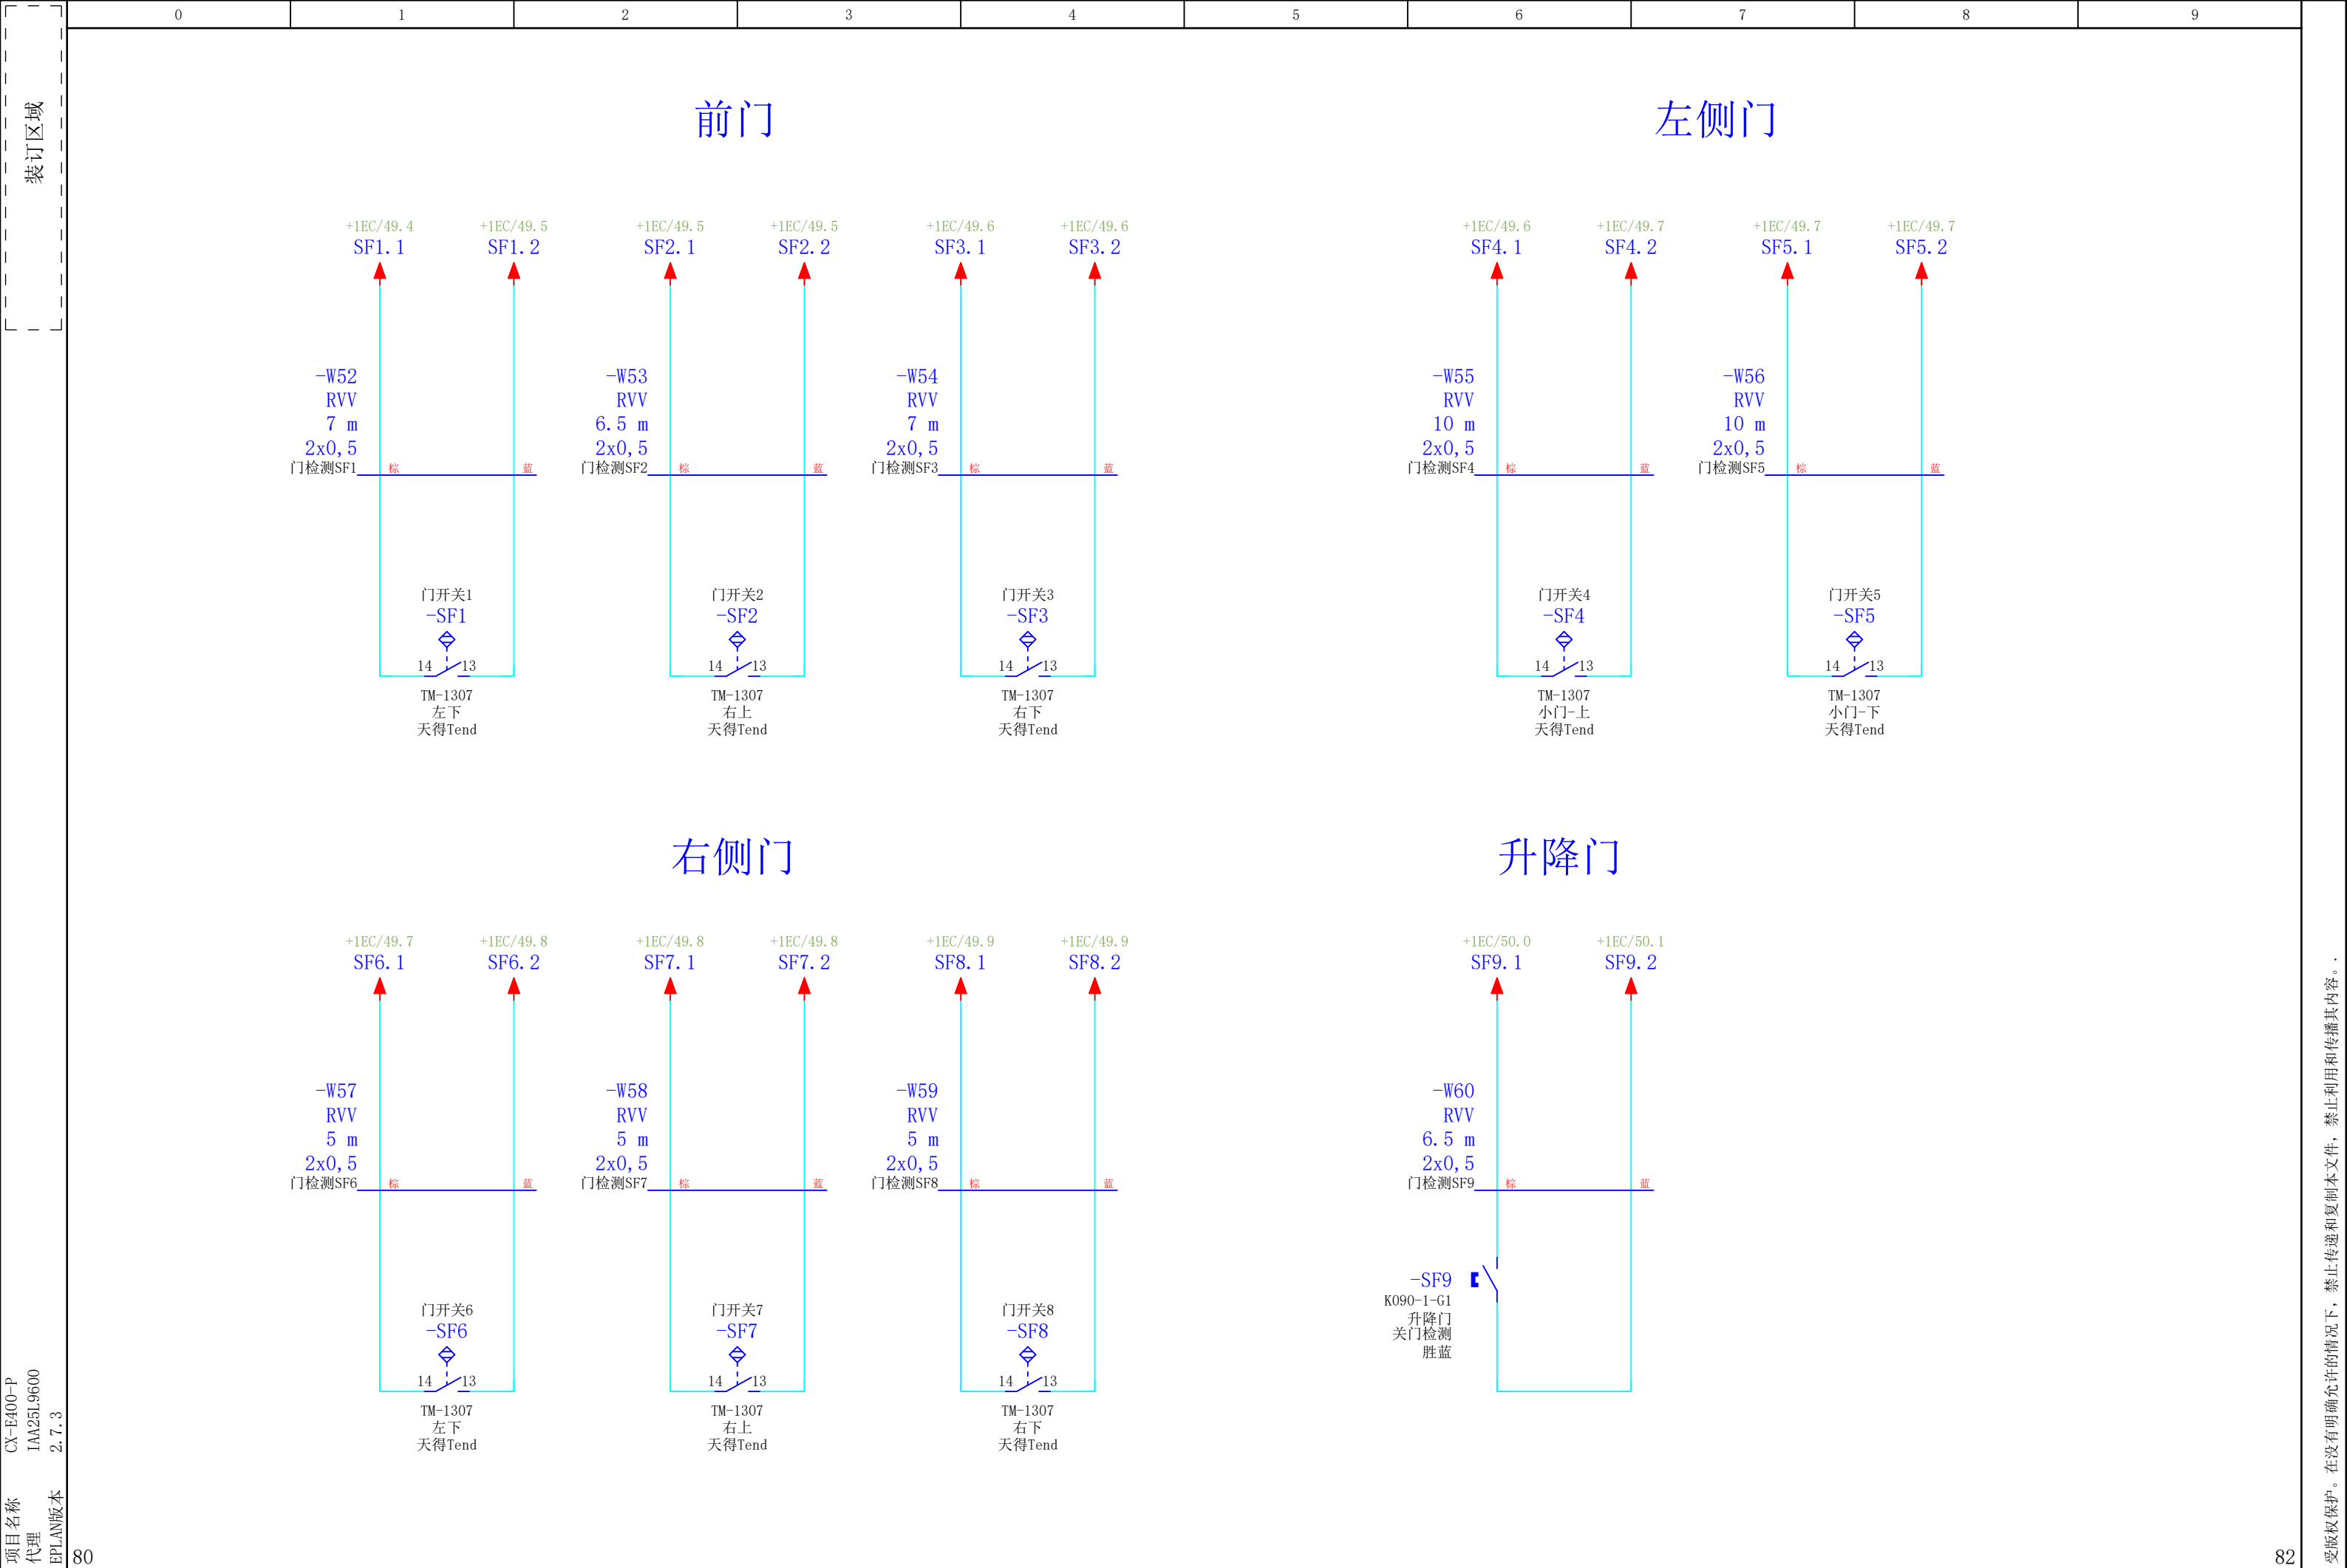 0 1 2 3 4 5 6 7 8 9
装订区域
前门 左侧门
+1EC/49.4 +1EC/49.5 +1EC/49.5 +1EC/49.5 +1EC/49.6 +1EC/49.6 +1EC/49.6 +1EC/49.7 +1EC/49.7 +1EC/49.7
SF1.1 SF1.2 SF2.1 SF2.2 SF3.1 SF3.2 SF4.1 SF4.2 SF5.1 SF5.2
-W52 -W53 -W54 -W55 -W56
RVV RVV RVV RVV RVV
7 m 6.5 m 7 m 10 m 10 m
2x0,5 2x0,5 2x0,5 2x0,5 2x0,5
门检测SF1 棕 蓝 门检测SF2 棕 蓝 门检测SF3 棕 蓝 门检测SF4 棕 蓝 门检测SF5 棕 蓝
门开关1 门开关2 门开关3 门开关4 门开关5
-SF1 -SF2 -SF3 -SF4 -SF5
14 13 14 13 14 13 14 13 14 13
TM-1307 TM-1307 TM-1307 TM-1307 TM-1307
左下 右上 右下 小门-上 小门-下
天得Tend 天得Tend 天得Tend 天得Tend 天得Tend
右侧门 升降门
+1EC/49.7 +1EC/49.8 +1EC/49.8 +1EC/49.8 +1EC/49.9 +1EC/49.9 +1EC/50.0 +1EC/50.1
SF6.1 SF6.2 SF7.1 SF7.2 SF8.1 SF8.2 SF9.1 SF9.2
-W57 -W58 -W59 -W60
RVV RVV RVV RVV
5 m 5 m 5 m 6.5 m
2x0,5 2x0,5 2x0,5 2x0,5
门检测SF6 棕 蓝 门检测SF7 棕 蓝 门检测SF8 棕 蓝 门检测SF9 棕 蓝
-SF9
K090-1-G1
升降门
关门检测
胜蓝
门开关6 门开关7 门开关8
-SF6 -SF7 -SF8
14 13 14 13 14 13
TM-1307 TM-1307 TM-1307
左下 右上 右下
天得Tend 天得Tend 天得Tend
项目名称 CX-E400-P
代理 IAA25L9600
EPLAN版本 2.7.3
80 82
受版权保护。在没有明确允许的情况下，禁止传递和复制本文件，禁止利用和传播其内容。.